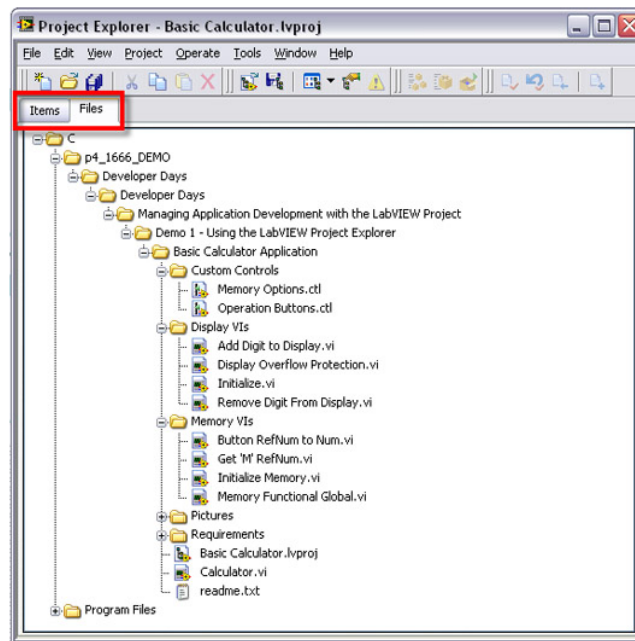 Project Explorer - Basic Calculator.lvproj
File Edit View Project Operate Tools Window Help
Items Files
C
p4_1666_DEMO
Developer Days
Developer Days
Managing Application Development with the LabVIEW Project
Demo 1 - Using the LabVIEW Project Explorer
Basic Calculator Application
Custom Controls
Memory Options.ctl
Operation Buttons.ctl
Display VIs
Add Digit to Display.vi
Display Overflow Protection.vi
Initialize.vi
Remove Digit From Display.vi
Memory VIs
Button RefNum to Num.vi
Get 'M' RefNum.vi
Initialize Memory.vi
Memory Functional Global.vi
Pictures
Requirements
Basic Calculator.lvproj
Calculator.vi
readme.txt
Program Files